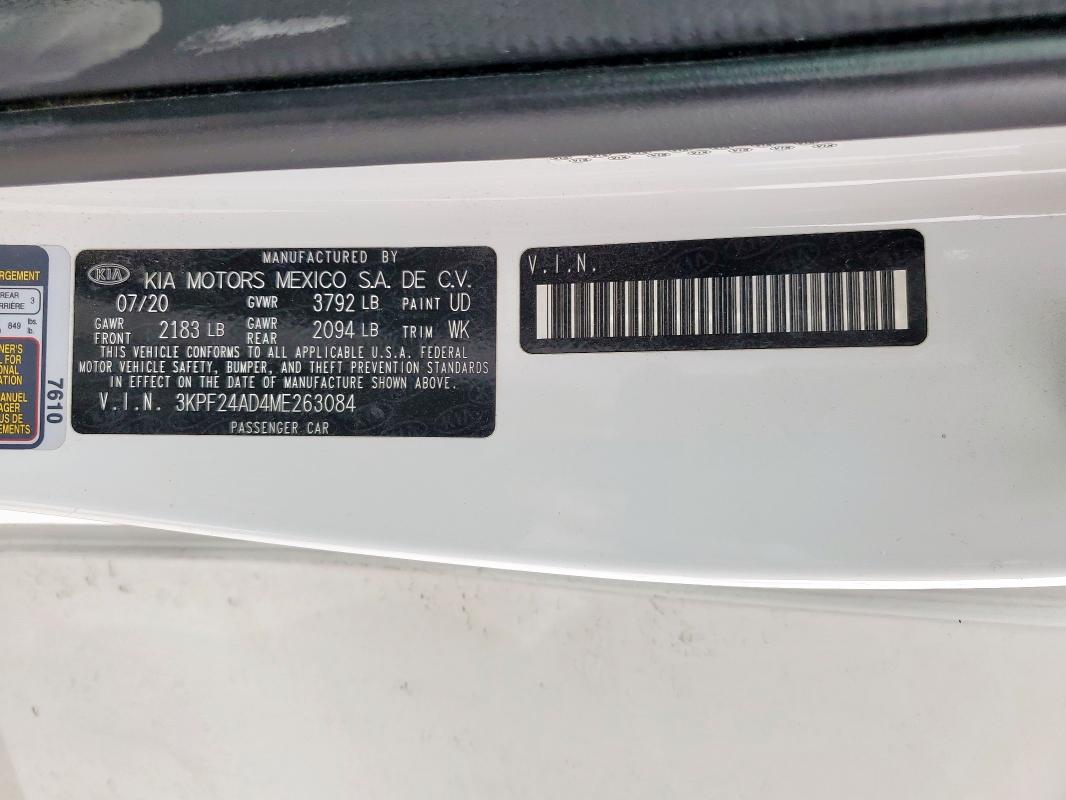 MANUFACTURED BY
KIA KIA MOTORS MEXICO S.A. DE C.V.
07/20 GVWR 3792 LB PAINT UD
GAWR FRONT 2183 LB GAWR REAR 2094 LB TRIM WK
THIS VEHICLE CONFORMS TO ALL APPLICABLE U.S.A. FEDERAL
MOTOR VEHICLE SAFETY, BUMPER, AND THEFT PREVENTION STANDARDS
IN EFFECT ON THE DATE OF MANUFACTURE SHOWN ABOVE.
V.I.N. 3KPF24AD4ME263084
PASSENGER CAR
V.I.N.
REAR 3
849 lbs.
lb.
7610